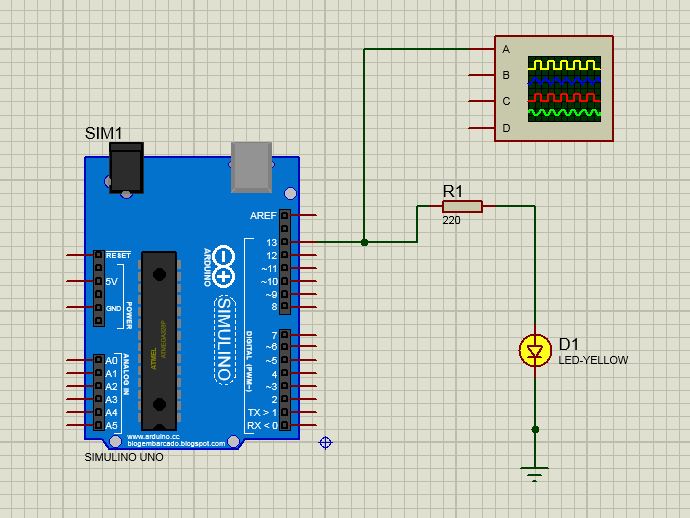 SIM1
A
B
C
D
R1
220
AREF
13
12
~11
~10
~9
8
RESET
5V
GND
POWER
ARDUINO
SIMULINO
ATMEL
ATMEGA328P
DIGITAL (PWM~)
7
~6
~5
4
~3
2
TX > 1
RX < 0
ANALOG IN
A0
A1
A2
A3
A4
A5
www.arduino.cc
blogembarcado.blogspot.com
SIMULINO UNO
D1
LED-YELLOW